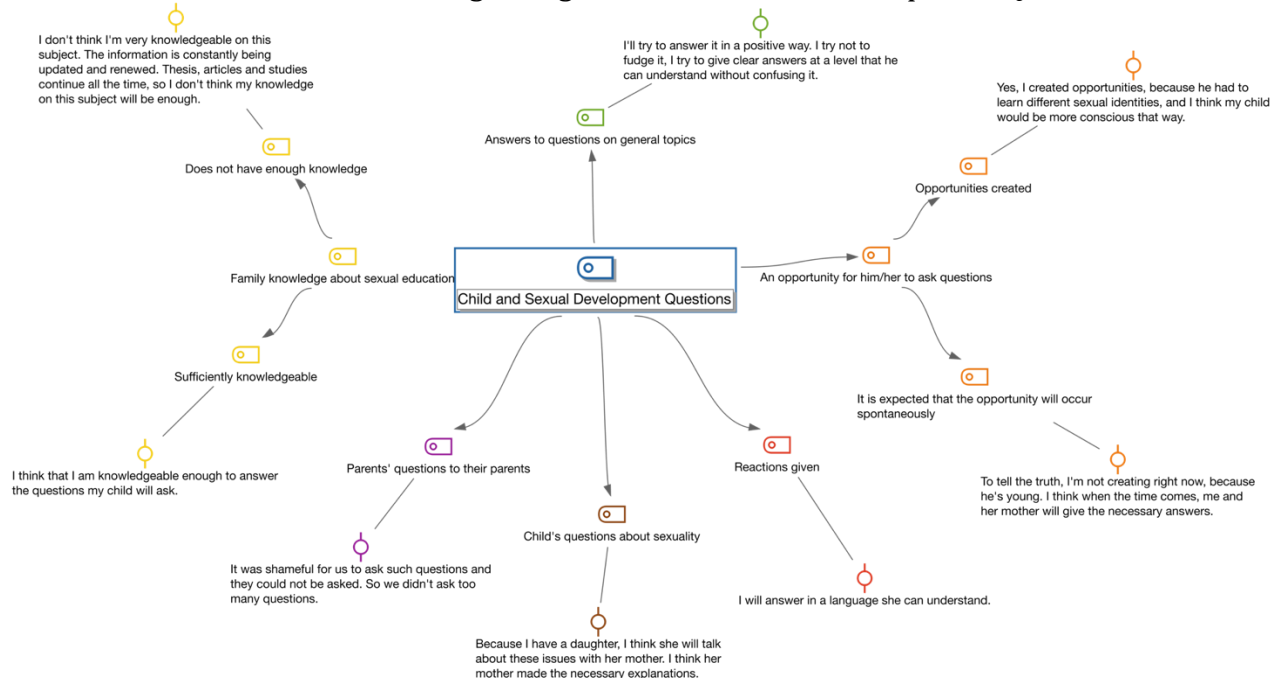 I don't think I'm very knowledgeable on this
subject. The information is constantly being
updated and renewed. Thesis, articles and studies
continue all the time, so I don't think my knowledge
on this subject will be enough.
Does not have enough knowledge
Family knowledge about sexual education
Sufficiently knowledgeable
I think that I am knowledgeable enough to answer
the questions my child will ask.
I'll try to answer it in a positive way. I try not to
fudge it, I try to give clear answers at a level that he
can understand without confusing it.
Answers to questions on general topics
Child and Sexual Development Questions
Yes, I created opportunities, because he had to
learn different sexual identities, and I think my child
would be more conscious that way.
Opportunities created
An opportunity for him/her to ask questions
It is expected that the opportunity will occur
spontaneously
To tell the truth, I'm not creating right now, because
he's young. I think when the time comes, me and
her mother will give the necessary answers.
Parents' questions to their parents
It was shameful for us to ask such questions and
they could not be asked. So we didn't ask too
many questions.
Child's questions about sexuality
Because I have a daughter, I think she will talk
about these issues with her mother. I think her
mother made the necessary explanations.
Reactions given
I will answer in a language she can understand.